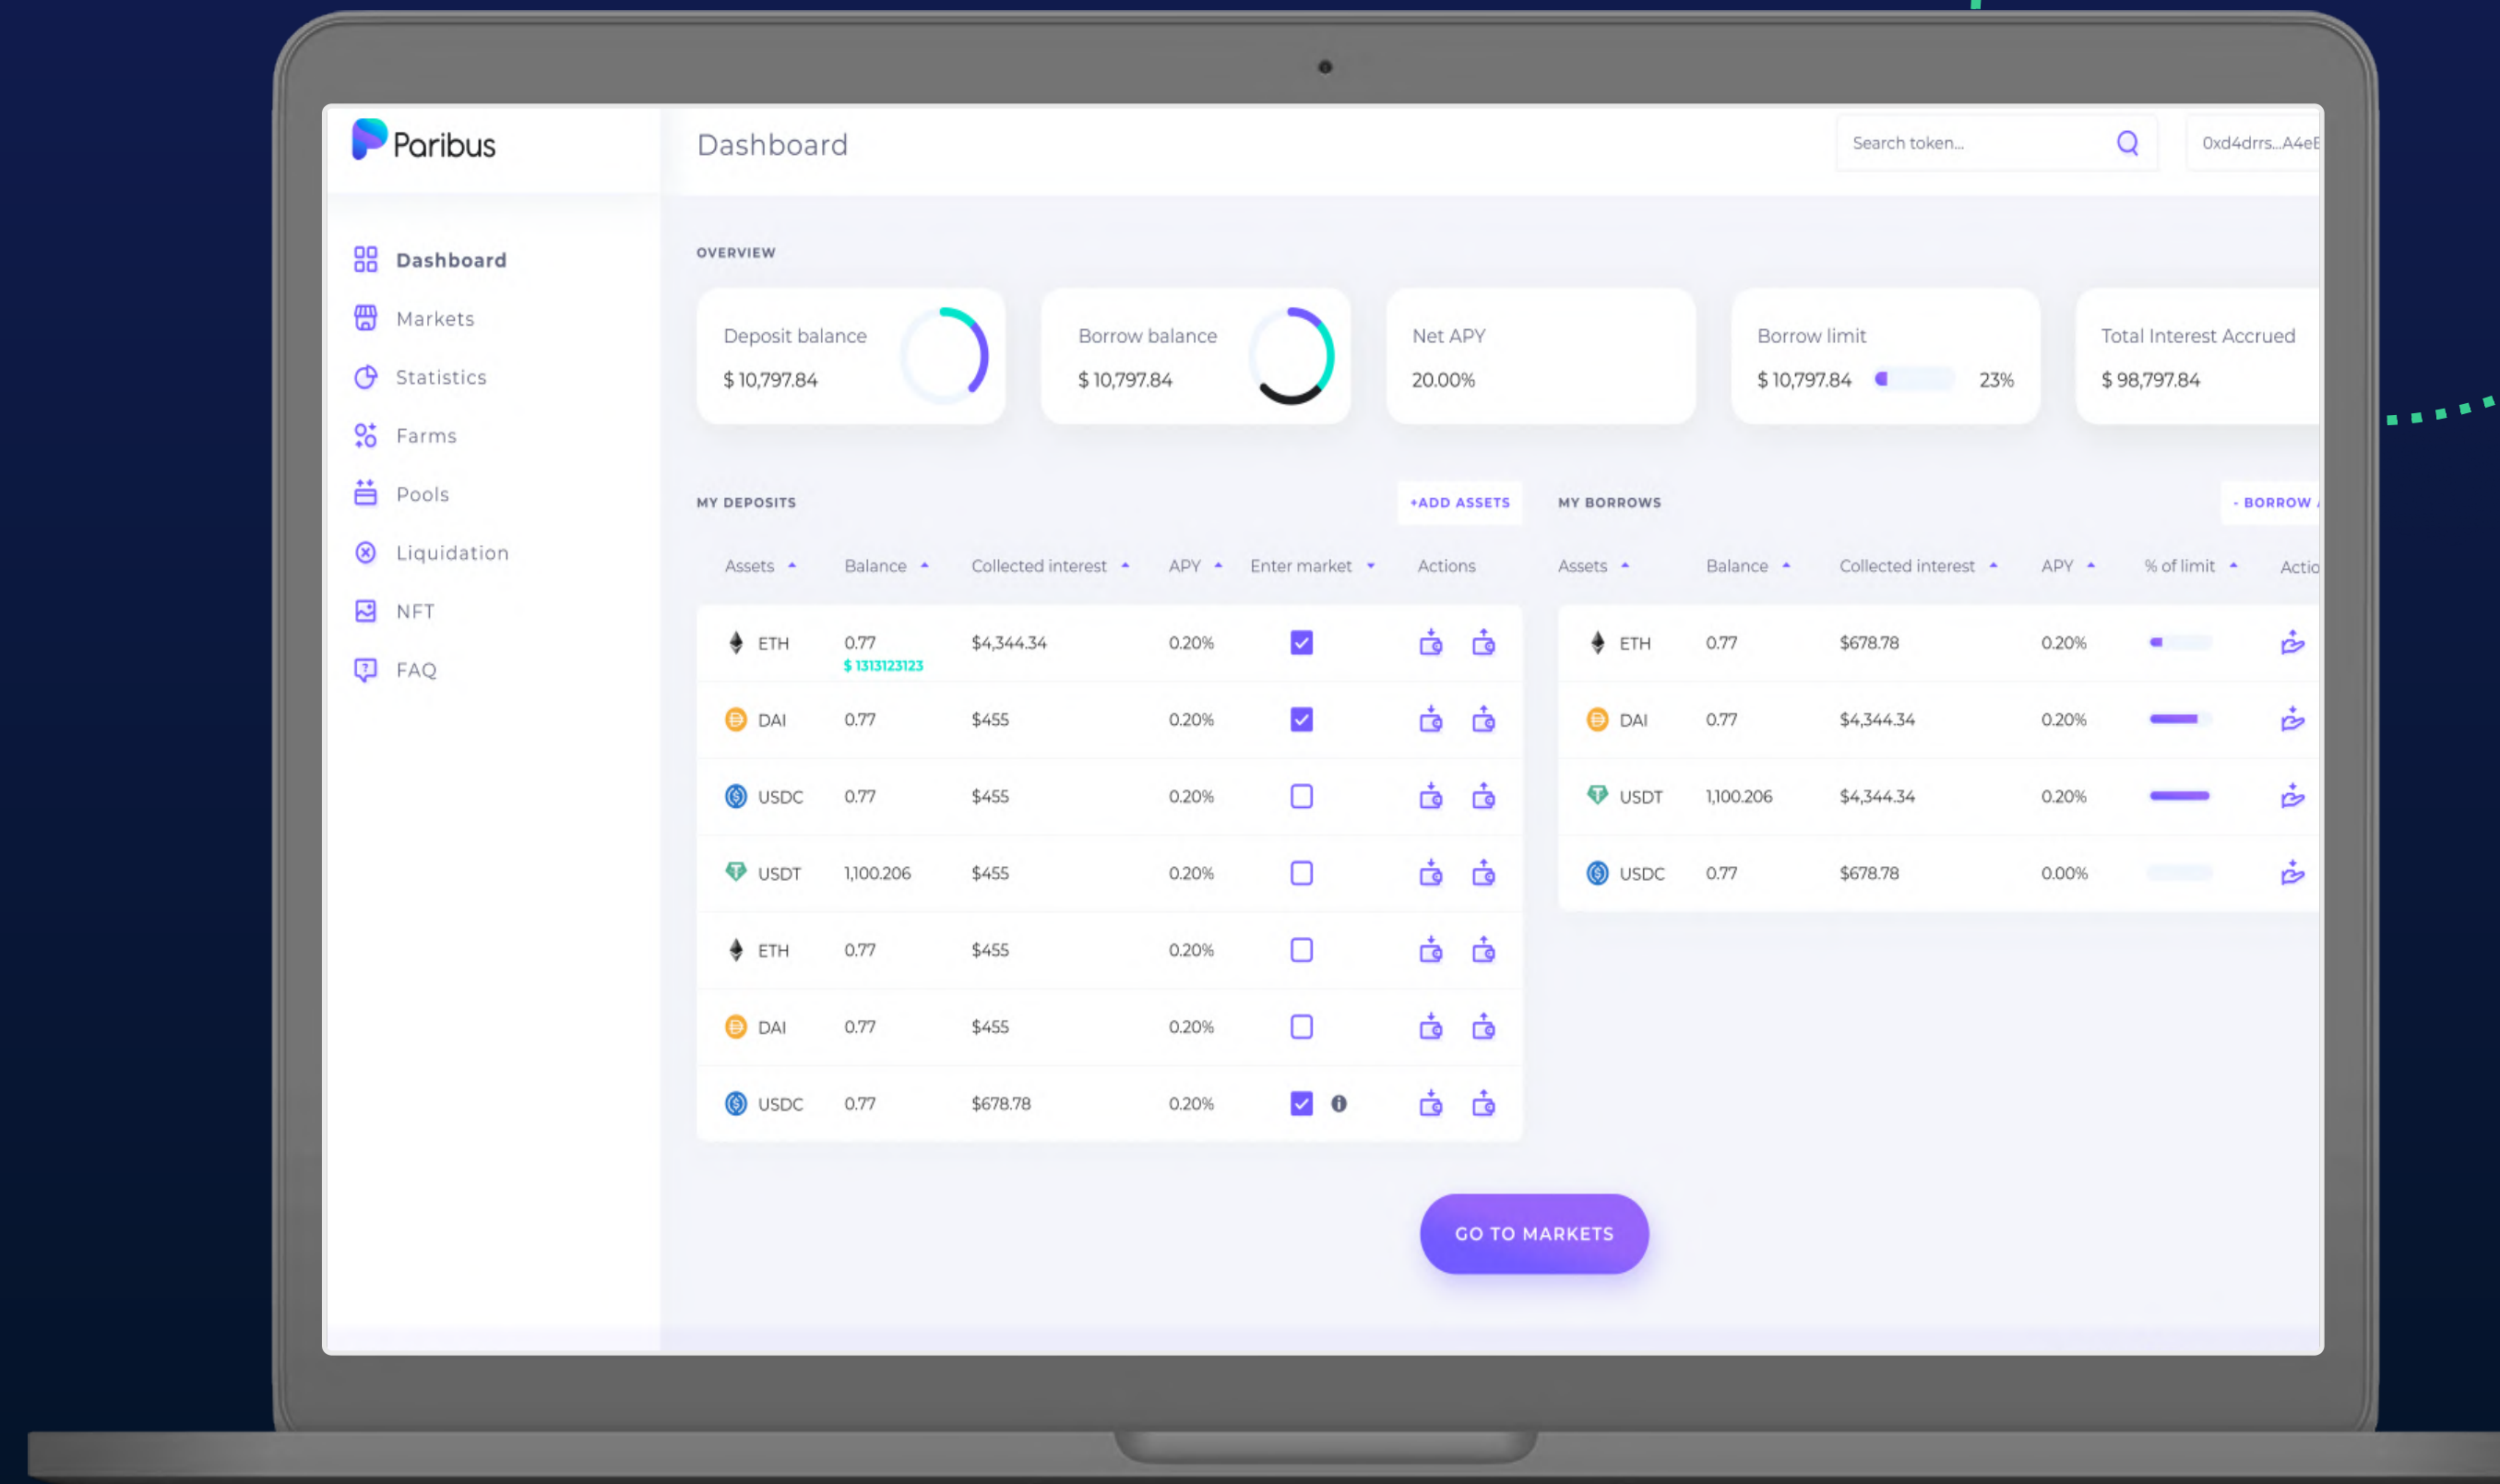 Paribus
Dashboard
Search token...
0xd4drrs...A4eE
Dashboard
Markets
Statistics
Farms
Pools
Liquidation
NFT
FAQ
OVERVIEW
Deposit balance
$ 10,797.84
Borrow balance
$ 10,797.84
Net APY
20.00%
Borrow limit
$ 10,797.84 23%
Total Interest Accrued
$ 98,797.84
MY DEPOSITS
+ADD ASSETS
Assets Balance Collected interest APY Enter market Actions
ETH 0.77 $4,344.34 0.20%
$ 1313123123
DAI 0.77 $455 0.20%
USDC 0.77 $455 0.20%
USDT 1,100.206 $455 0.20%
ETH 0.77 $455 0.20%
DAI 0.77 $455 0.20%
USDC 0.77 $678.78 0.20%
MY BORROWS
- BORROW
Assets Balance Collected interest APY % of limit Actio
ETH 0.77 $678.78 0.20%
DAI 0.77 $4,344.34 0.20%
USDT 1,100.206 $4,344.34 0.20%
USDC 0.77 $678.78 0.00%
GO TO MARKETS